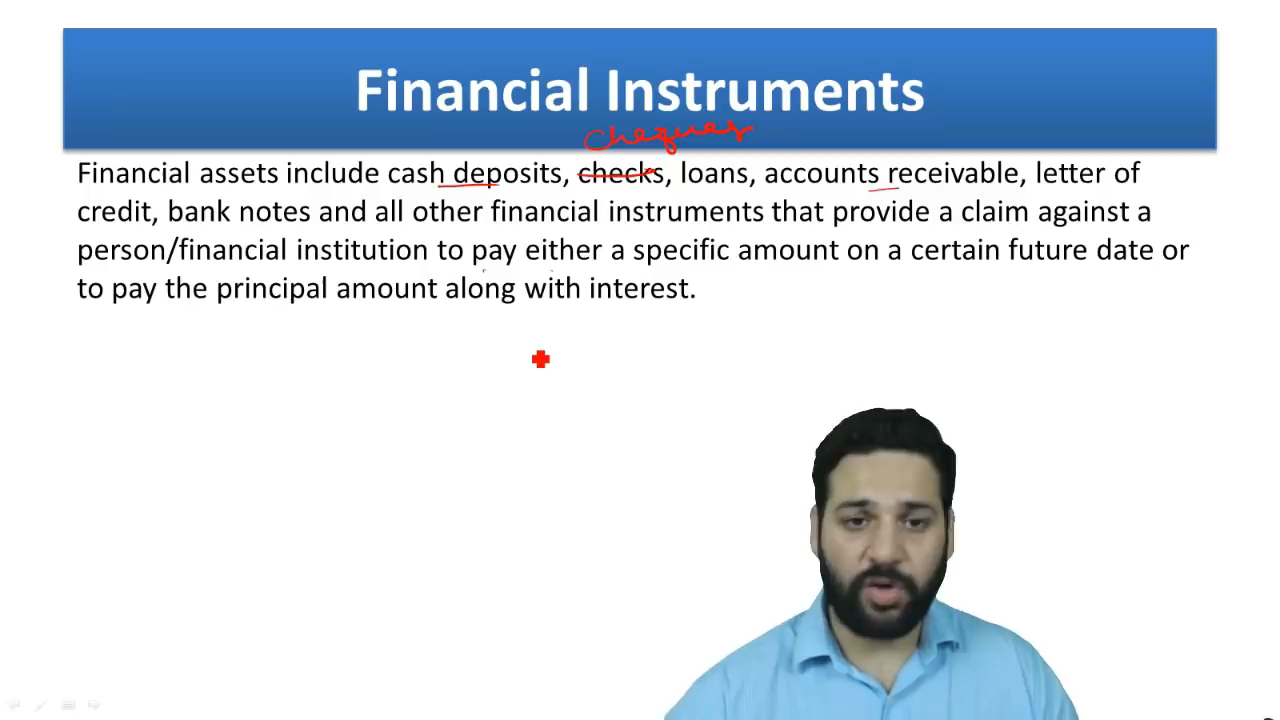 Financial Instruments
cheques
Financial assets include cash deposits, checks, loans, accounts receivable, letter of
credit, bank notes and all other financial instruments that provide a claim against a
person/financial institution to pay either a specific amount on a certain future date or
to pay the principal amount along with interest.